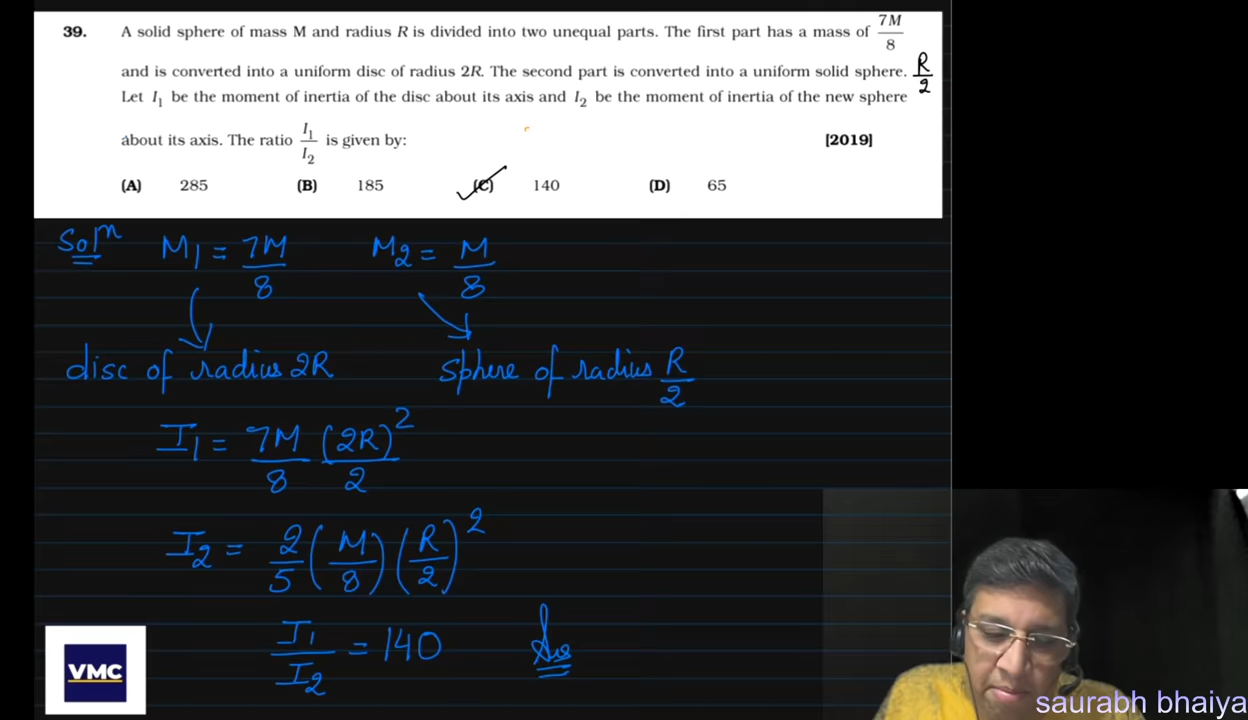 39. A solid sphere of mass M and radius R is divided into two unequal parts. The first part has a mass of 7M/8
and is converted into a uniform disc of radius 2R. The second part is converted into a uniform solid sphere. R/2
Let I₁ be the moment of inertia of the disc about its axis and I₂ be the moment of inertia of the new sphere
about its axis. The ratio I₁/I₂ is given by: [2019]
(A) 285 (B) 185 (C) 140 (D) 65
Solⁿ M₁ = 7M/8 M₂ = M/8
disc of radius 2R sphere of radius R/2
I₁ = 7M/8 (2R)²/2
I₂ = 2/5 (M/8) (R/2)²
I₁/I₂ = 140 Ans
VMC
saurabh bhaiya